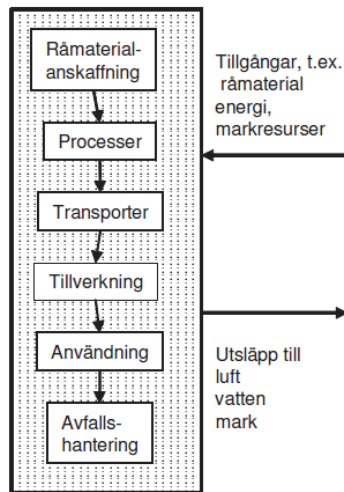 Råmaterial-
anskaffning
Processer
Transporter
Tillverkning
Användning
Avfalls-
hantering
Tillgångar, t.ex.
råmaterial
energi,
markresurser
Utsläpp till
luft
vatten
mark